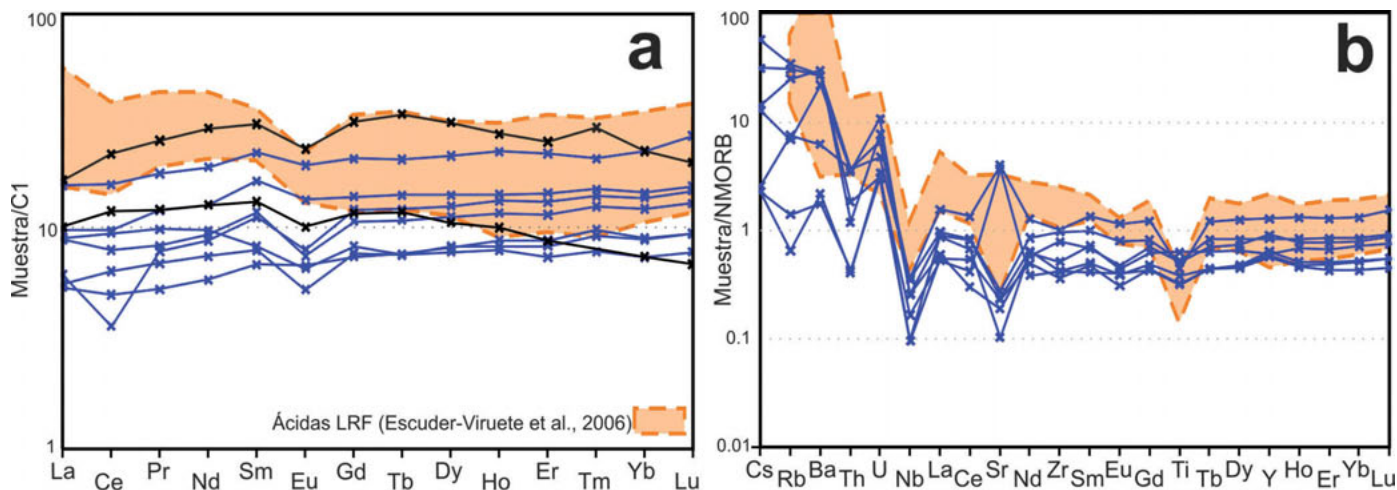 a
100
10
1
Muestra/C1
Ácidas LRF (Escuder-Viruete et al., 2006)
La Ce Pr Nd Sm Eu Gd Tb Dy Ho Er Tm Yb Lu
b
100
10
1
0.1
0.01
Muestra/NMORB
Cs Rb Ba Th U Nb La Ce Sr Nd Zr Sm Eu Gd Ti Tb Dy Y Ho Er Yb Lu